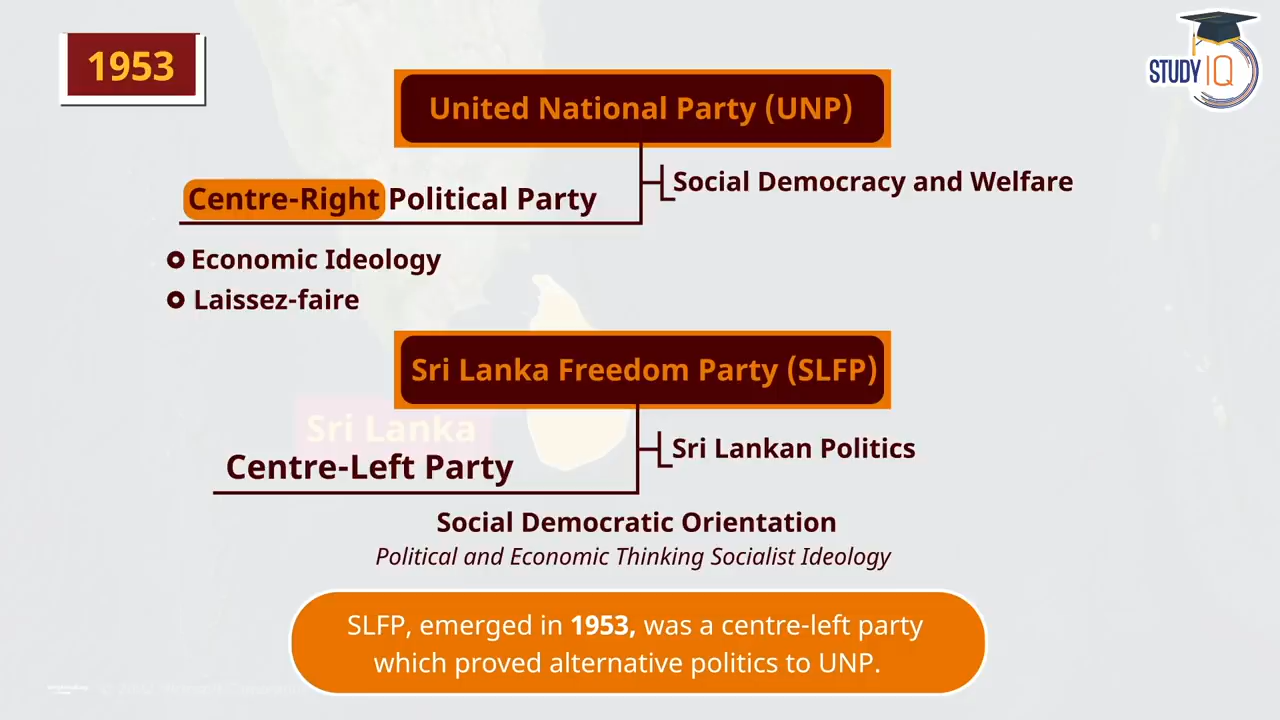 1953
STUDY IQ
United National Party (UNP)
Social Democracy and Welfare
Centre-Right Political Party
Economic Ideology
Laissez-faire
Sri Lanka Freedom Party (SLFP)
Sri Lanka
Sri Lankan Politics
Centre-Left Party
Social Democratic Orientation
Political and Economic Thinking Socialist Ideology
SLFP, emerged in 1953, was a centre-left party
which proved alternative politics to UNP.